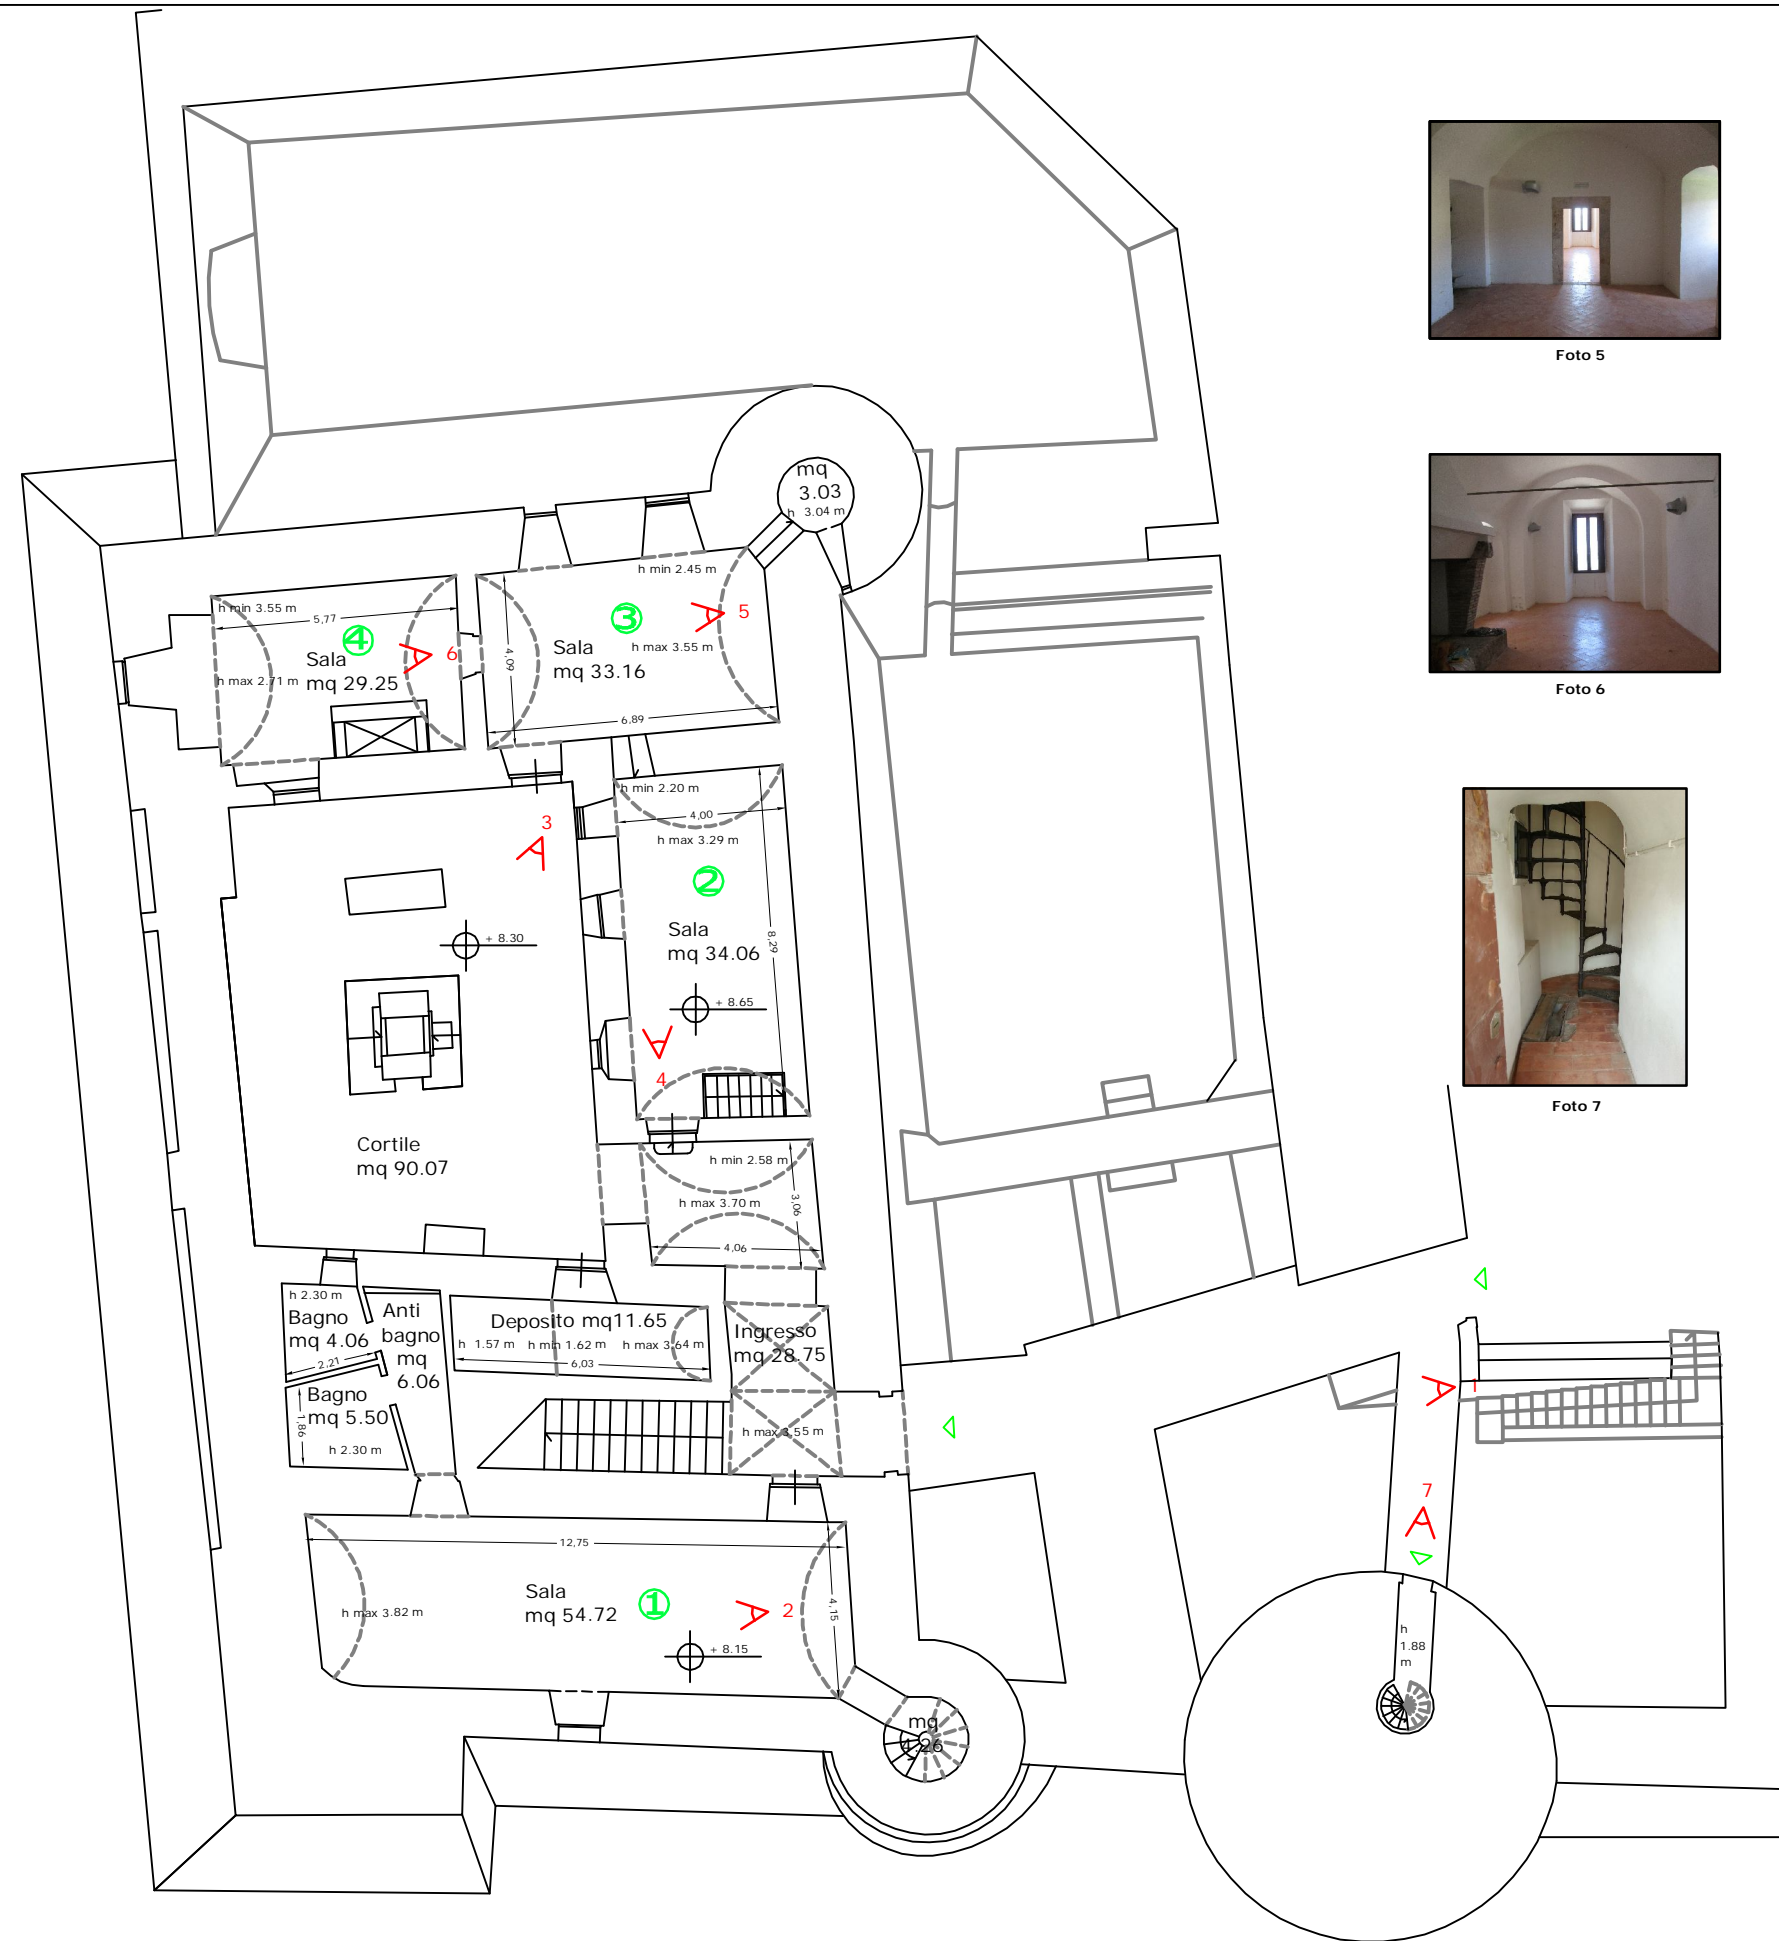 Foto 5
Foto 6
Foto 7
mq
3.03
h 3.04 m
h min 3.55 m
5,77
④
Sala
mq 29.25
h max 2.71 m
6
h min 2.45 m
③
5
Sala
mq 33.16
h max 3.55 m
4,09
6,89
h min 2.20 m
4,00
h max 3.29 m
②
Sala
mq 34.06
8,29
+ 8.65
4
3
+ 8.30
Cortile
mq 90.07
h min 2.58 m
h max 3.70 m
3,06
4,06
h 2.30 m
Bagno
mq 4.06
2,21
Anti
bagno
mq
6.06
Bagno
mq 5.50
1,86
h 2.30 m
Deposito mq11.65
h 1.57 m
h min 1.62 m
h max 3.64 m
6,03
Ingresso
mq 28.75
h max 3.55 m
12,75
Sala
mq 54.72
①
2
4,15
h max 3.82 m
+ 8.15
mq
4.26
1
7
h
1.88
m